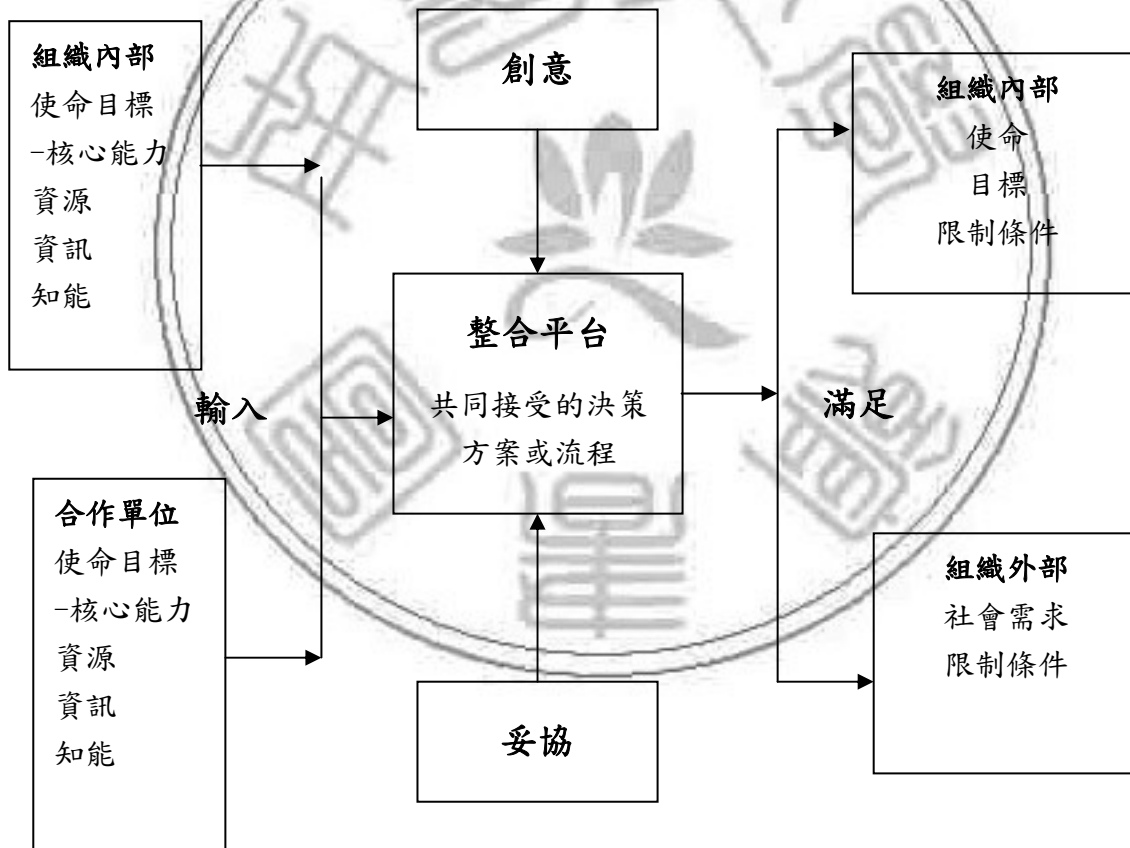 組織內部
使命目標
-核心能力
資源
資訊
知能
創意
組織內部
使命
目標
限制條件
整合平台
共同接受的決策
方案或流程
輸入
滿足
合作單位
使命目標
-核心能力
資源
資訊
知能
妥協
組織外部
社會需求
限制條件